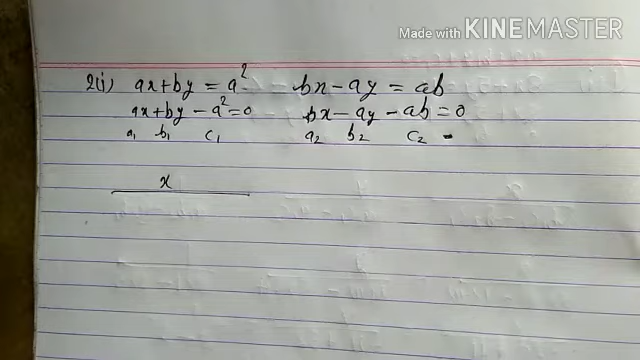 Made with KINEMASTER
2(i) ax+by = a² bx-ay = ab
ax+by-a²=0 bx-ay-ab=0
a₁ b₁ c₁ a₂ b₂ c₂
x